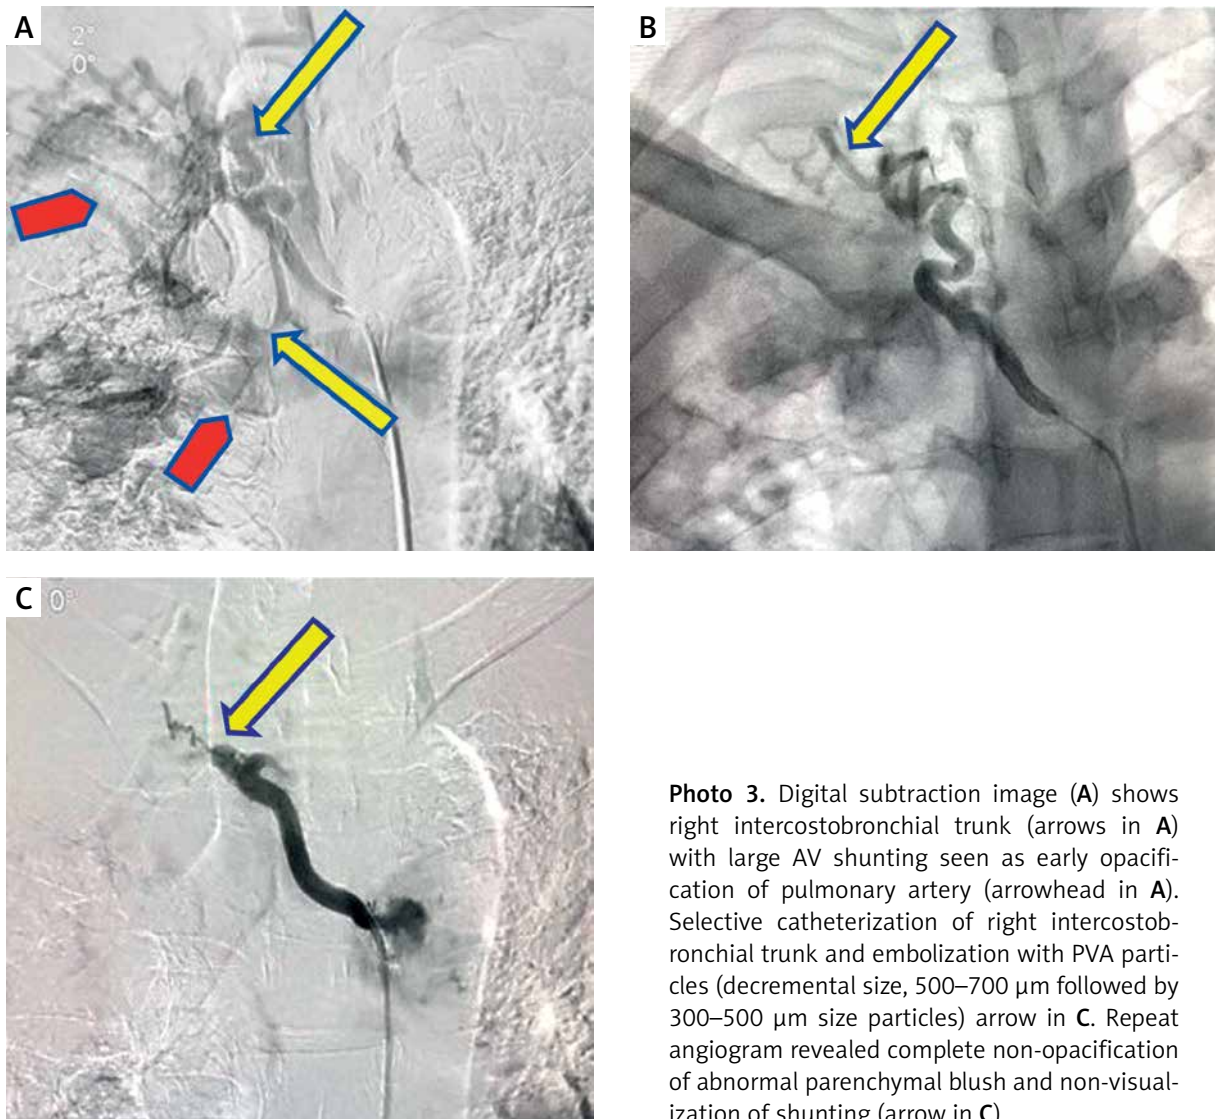 A
2°
0°
B
C
0°
Photo 3. Digital subtraction image (A) shows
right intercostobronchial trunk (arrows in A)
with large AV shunting seen as early opacifi-
cation of pulmonary artery (arrowhead in A).
Selective catheterization of right intercostob-
ronchial trunk and embolization with PVA parti-
cles (decremental size, 500–700 µm followed by
300–500 µm size particles) arrow in C. Repeat
angiogram revealed complete non-opacification
of abnormal parenchymal blush and non-visual-
ization of shunting (arrow in C)